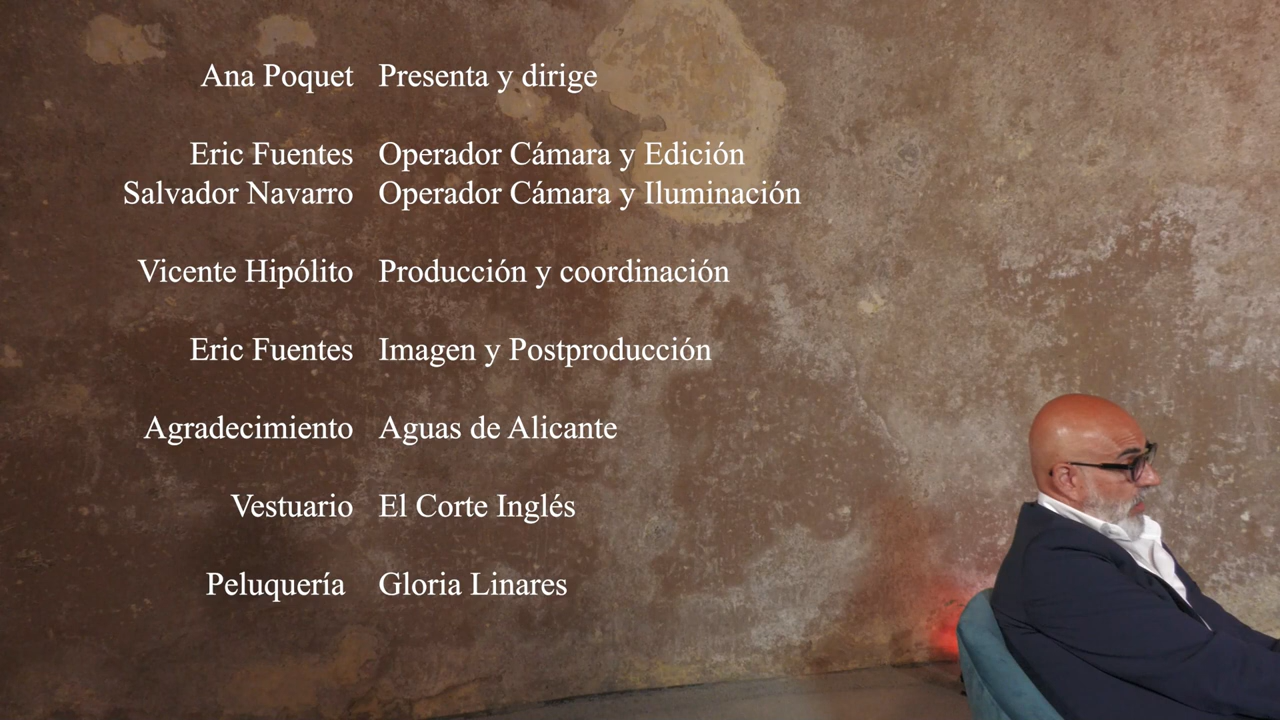 Ana Poquet Presenta y dirige
Eric Fuentes Operador Cámara y Edición
Salvador Navarro Operador Cámara y Iluminación
Vicente Hipólito Producción y coordinación
Eric Fuentes Imagen y Postproducción
Agradecimiento Aguas de Alicante
Vestuario El Corte Inglés
Peluquería Gloria Linares